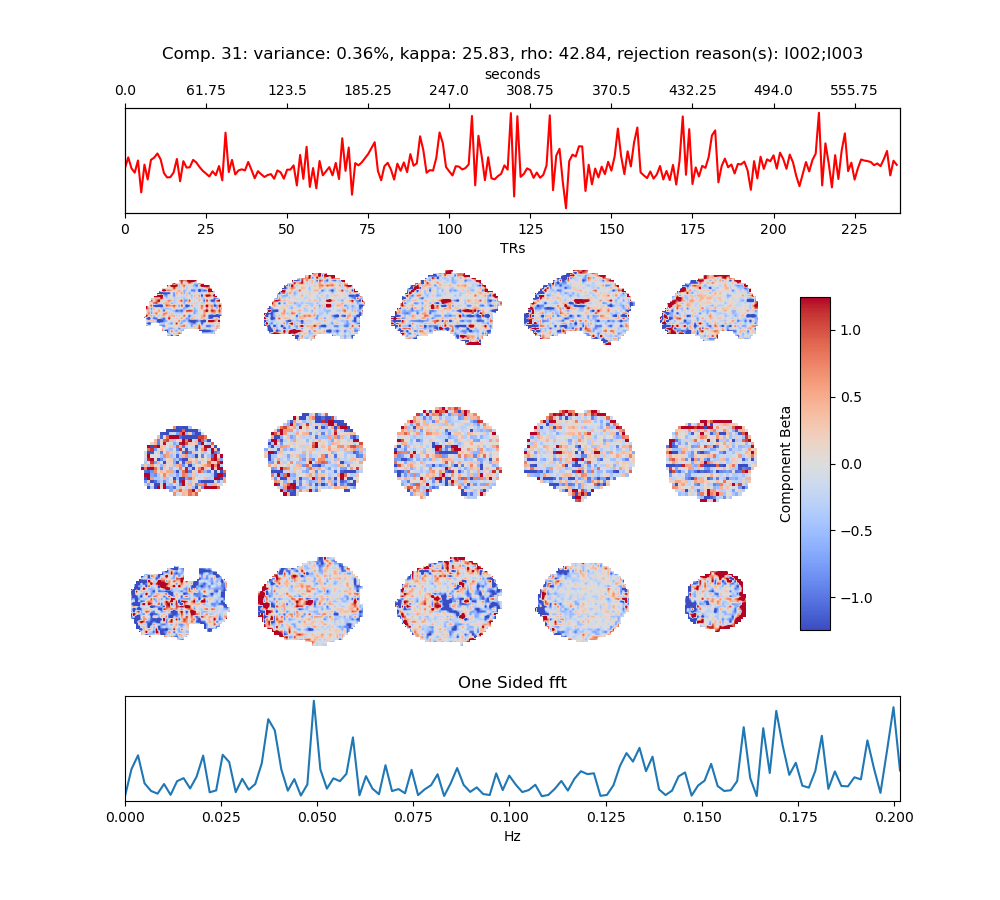 Comp. 31: variance: 0.36%, kappa: 25.83, rho: 42.84, rejection reason(s): I002;I003
seconds
0.0 61.75 123.5 185.25 247.0 308.75 370.5 432.25 494.0 555.75
0 25 50 75 100 125 150 175 200 225
TRs
1.0
0.5
0.0
−0.5
−1.0
Component Beta
One Sided fft
0.000 0.025 0.050 0.075 0.100 0.125 0.150 0.175 0.200
Hz